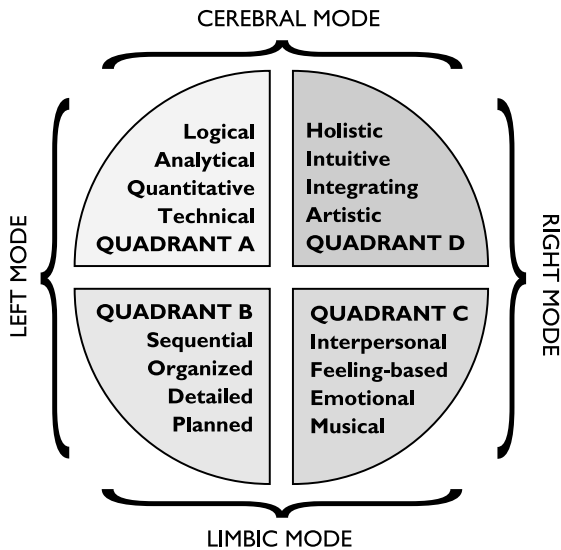 CEREBRAL MODE
LEFT MODE
Logical
Analytical
Quantitative
Technical
QUADRANT A
Holistic
Intuitive
Integrating
Artistic
QUADRANT D
RIGHT MODE
QUADRANT B
Sequential
Organized
Detailed
Planned
QUADRANT C
Interpersonal
Feeling-based
Emotional
Musical
LIMBIC MODE